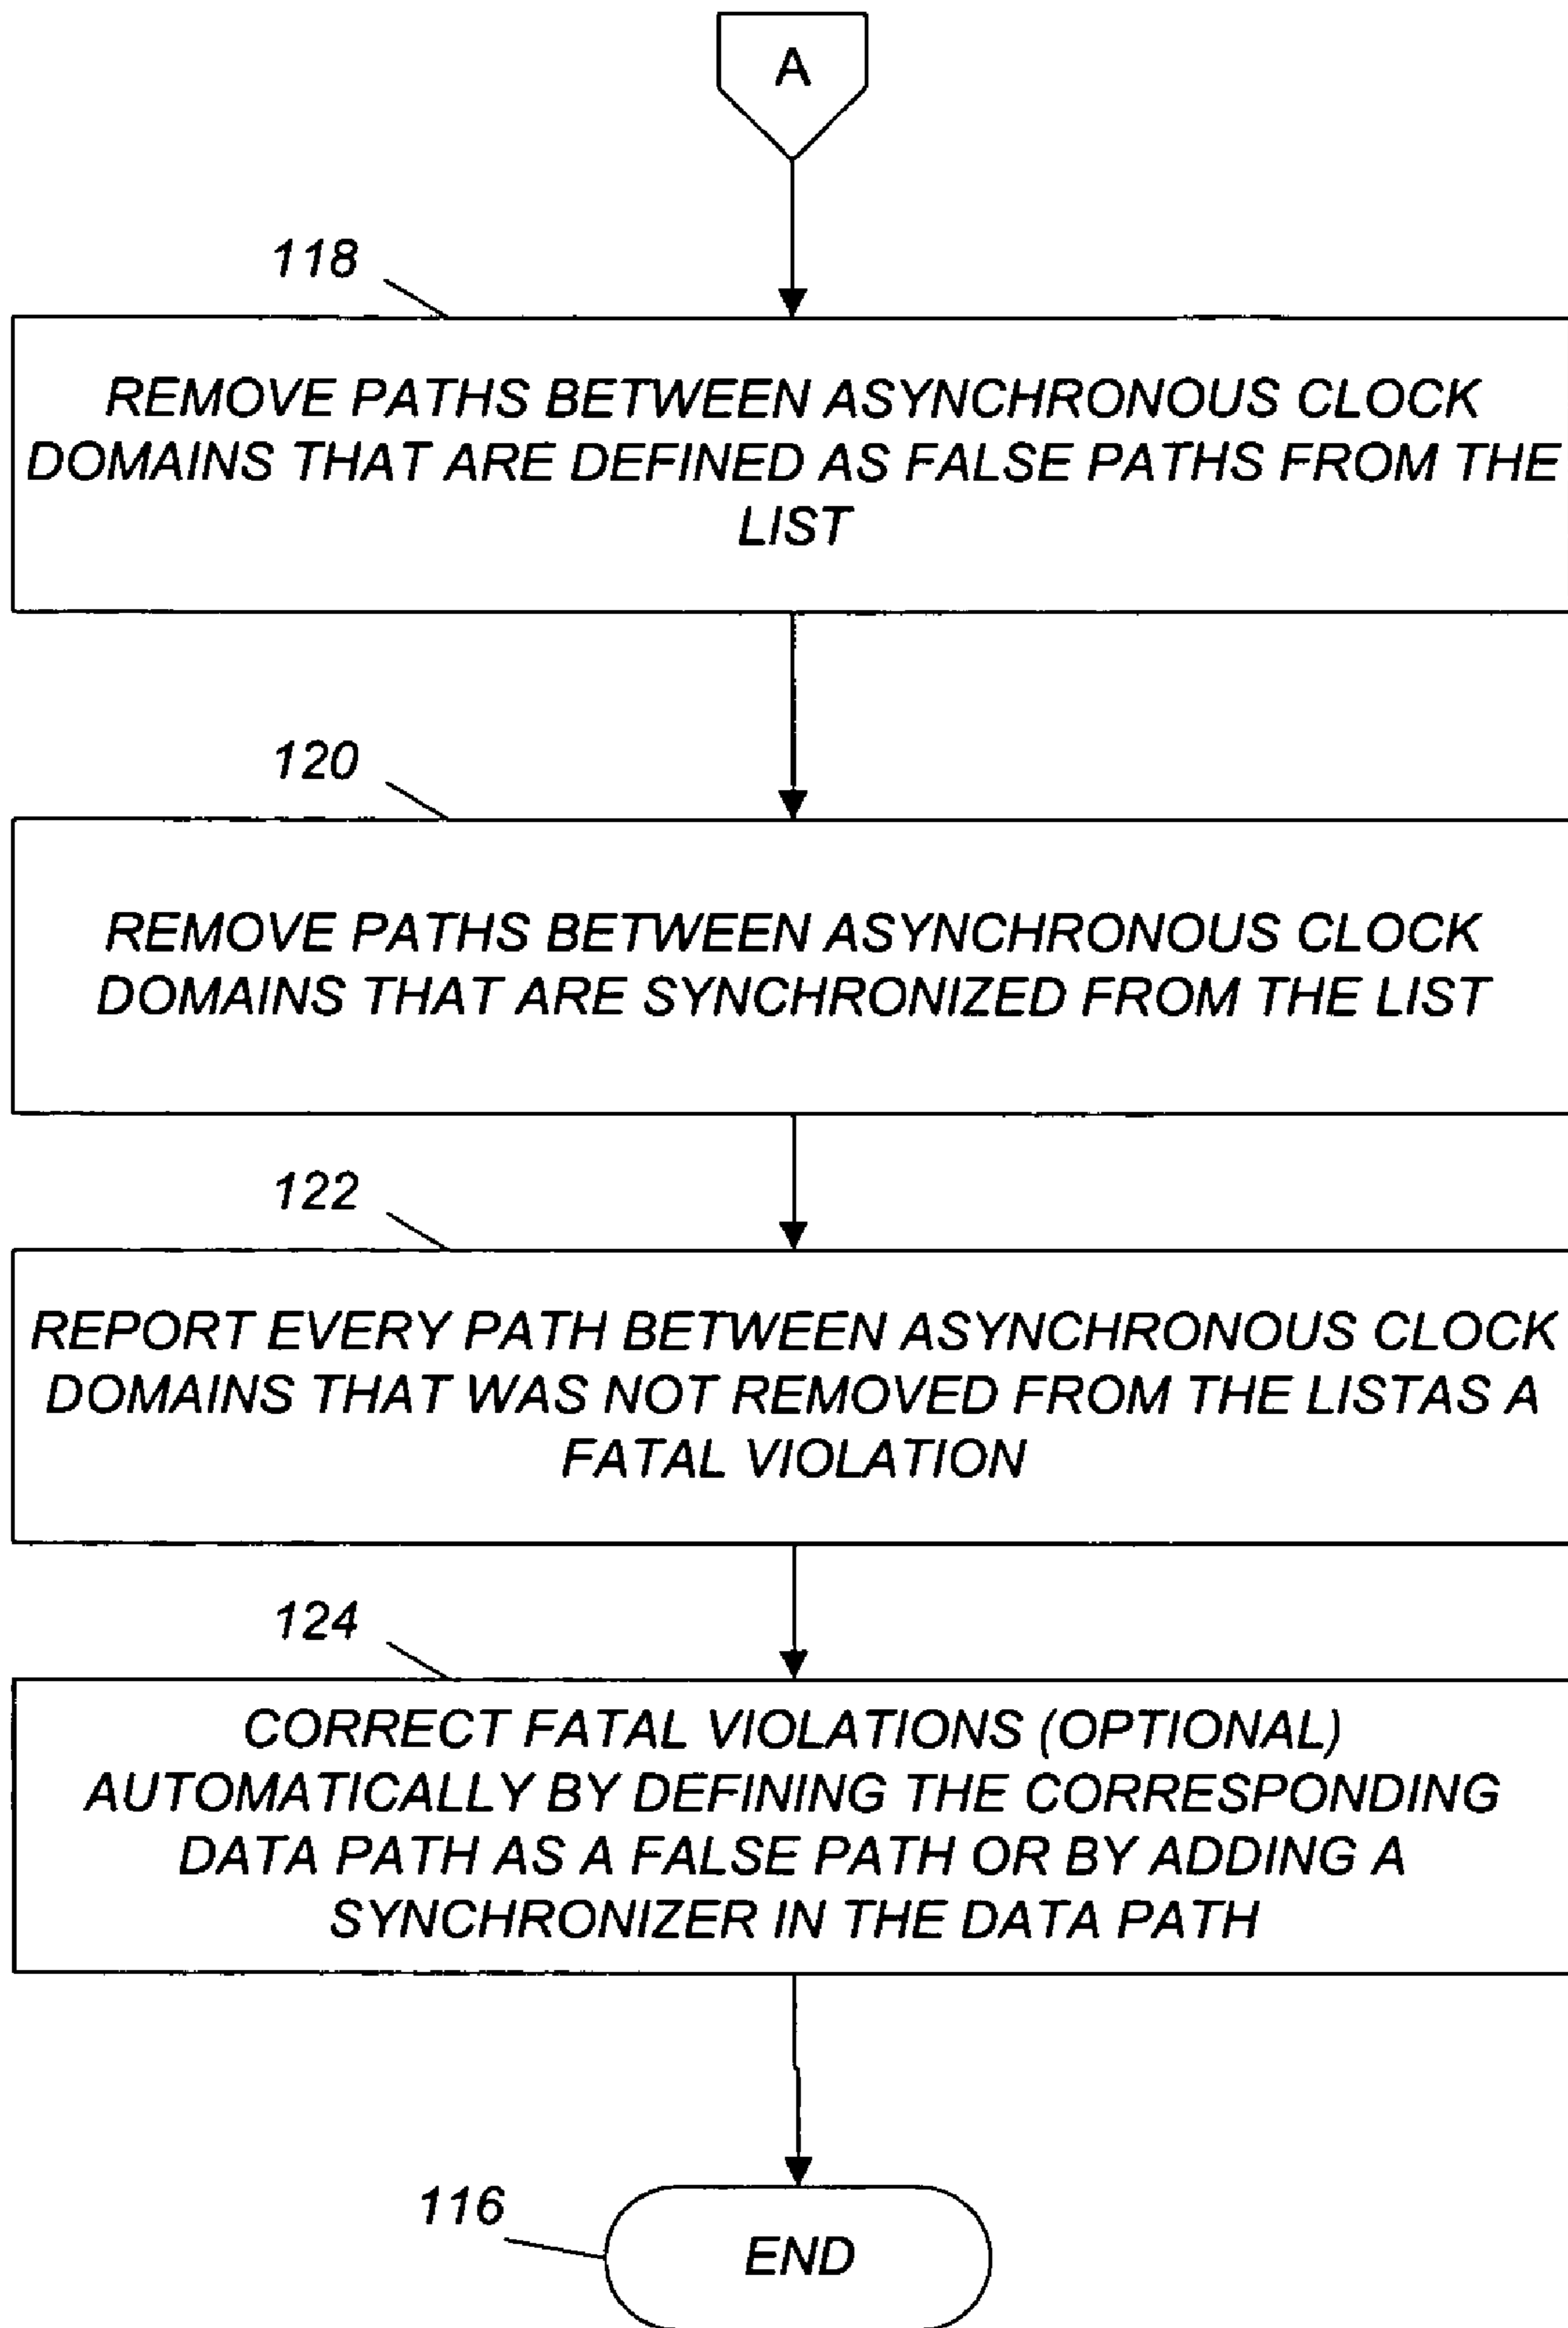 A
118
REMOVE PATHS BETWEEN ASYNCHRONOUS CLOCK
DOMAINS THAT ARE DEFINED AS FALSE PATHS FROM THE
LIST
120
REMOVE PATHS BETWEEN ASYNCHRONOUS CLOCK
DOMAINS THAT ARE SYNCHRONIZED FROM THE LIST
122
REPORT EVERY PATH BETWEEN ASYNCHRONOUS CLOCK
DOMAINS THAT WAS NOT REMOVED FROM THE LISTAS A
FATAL VIOLATION
124
CORRECT FATAL VIOLATIONS (OPTIONAL)
AUTOMATICALLY BY DEFINING THE CORRESPONDING
DATA PATH AS A FALSE PATH OR BY ADDING A
SYNCHRONIZER IN THE DATA PATH
116
END